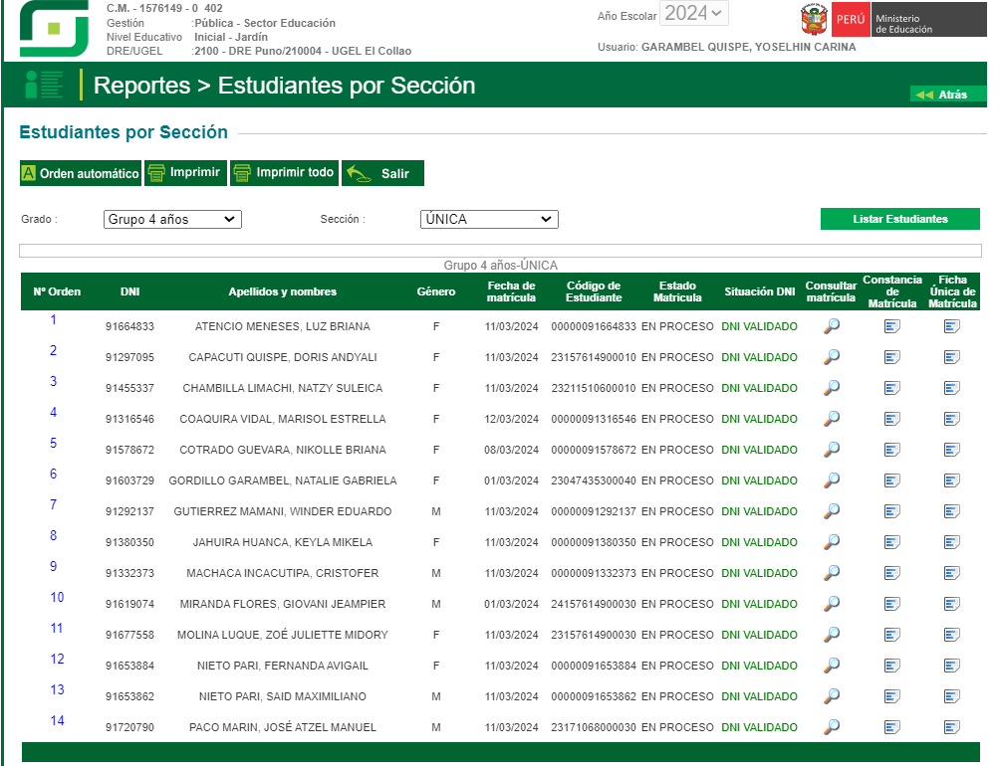 C.M. - 1576149 - 0 402
Gestión :Pública - Sector Educación
Nivel Educativo Inicial - Jardín
DRE/UGEL :2100 - DRE Puno/210004 - UGEL El Collao
Año Escolar 2024
PERÚ Ministerio de Educación
Usuario: GARAMBEL QUISPE, YOSELHIN CARINA
Reportes > Estudiantes por Sección
Atrás
Estudiantes por Sección
A Orden automático Imprimir Imprimir todo Salir
Grado : Grupo 4 años Sección : ÚNICA Listar Estudiantes
Grupo 4 años-ÚNICA
Nº Orden DNI Apellidos y nombres Género Fecha de matrícula Código de Estudiante Estado Matricula Situación DNI Consultar matrícula Constancia de Matrícula Ficha Única de Matrícula
1 91664833 ATENCIO MENESES, LUZ BRIANA F 11/03/2024 00000091664833 EN PROCESO DNI VALIDADO
2 91297095 CAPACUTI QUISPE, DORIS ANDYALI F 11/03/2024 23157614900010 EN PROCESO DNI VALIDADO
3 91455337 CHAMBILLA LIMACHI, NATZY SULEICA F 11/03/2024 23211510600010 EN PROCESO DNI VALIDADO
4 91316546 COAQUIRA VIDAL, MARISOL ESTRELLA F 12/03/2024 00000091316546 EN PROCESO DNI VALIDADO
5 91578672 COTRADO GUEVARA, NIKOLLE BRIANA F 08/03/2024 00000091578672 EN PROCESO DNI VALIDADO
6 91603729 GORDILLO GARAMBEL, NATALIE GABRIELA F 01/03/2024 23047435300040 EN PROCESO DNI VALIDADO
7 91292137 GUTIERREZ MAMANI, WINDER EDUARDO M 11/03/2024 00000091292137 EN PROCESO DNI VALIDADO
8 91380350 JAHUIRA HUANCA, KEYLA MIKELA F 11/03/2024 00000091380350 EN PROCESO DNI VALIDADO
9 91332373 MACHACA INCACUTIPA, CRISTOFER M 11/03/2024 00000091332373 EN PROCESO DNI VALIDADO
10 91619074 MIRANDA FLORES, GIOVANI JEAMPIER M 01/03/2024 24157614900030 EN PROCESO DNI VALIDADO
11 91677558 MOLINA LUQUE, ZOÉ JULIETTE MIDORY F 11/03/2024 23157614900030 EN PROCESO DNI VALIDADO
12 91653884 NIETO PARI, FERNANDA AVIGAIL F 11/03/2024 00000091653884 EN PROCESO DNI VALIDADO
13 91653862 NIETO PARI, SAID MAXIMILIANO M 11/03/2024 00000091653862 EN PROCESO DNI VALIDADO
14 91720790 PACO MARIN, JOSÉ ATZEL MANUEL M 11/03/2024 23171068000030 EN PROCESO DNI VALIDADO